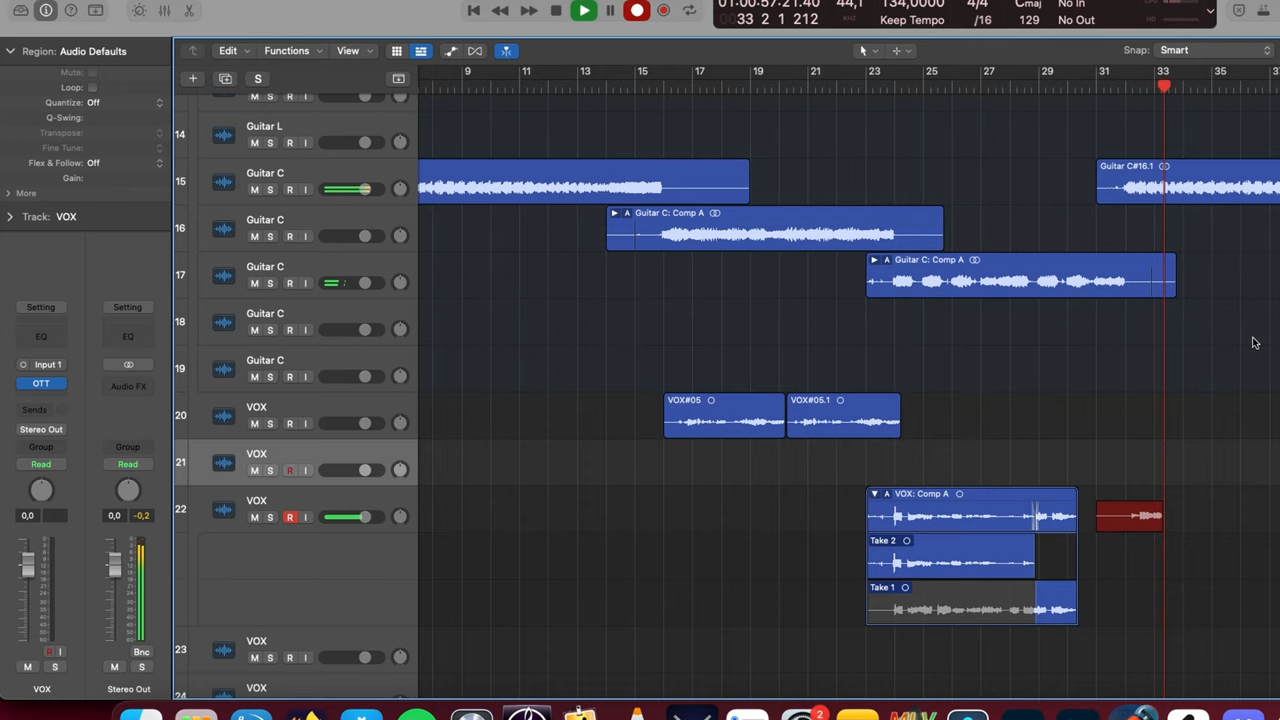 01:00:57:21.40 44,1 134,0000 4/4 Cmaj No In
33 2 1 212 KHZ Keep Tempo /16 129 No Out
Region: Audio Defaults
Mute:
Loop:
Quantize: Off
Q-Swing:
Transpose:
Fine Tune:
Flex & Follow: Off
Gain:
More
Track: VOX
Setting Setting
EQ EQ
Input 1
OTT Audio FX
Sends
Stereo Out
Group Group
Read Read
0,0 0,0 -0,2
R I Bnc
M S M S
VOX Stereo Out
Edit Functions View Snap: Smart
S
9 11 13 15 17 19 21 23 25 27 29 31 33 35
M S R I
14 Guitar L
M S R I
15 Guitar C
M S R I
Guitar C#16.1
16 Guitar C
M S R I
A Guitar C: Comp A
17 Guitar C
M S R I
A Guitar C: Comp A
18 Guitar C
M S R I
19 Guitar C
M S R I
20 VOX
M S R I
VOX#05 VOX#05.1
21 VOX
M S R I
22 VOX
M S R I
A VOX: Comp A
Take 2
Take 1
23 VOX
M S R I
24 VOX
2